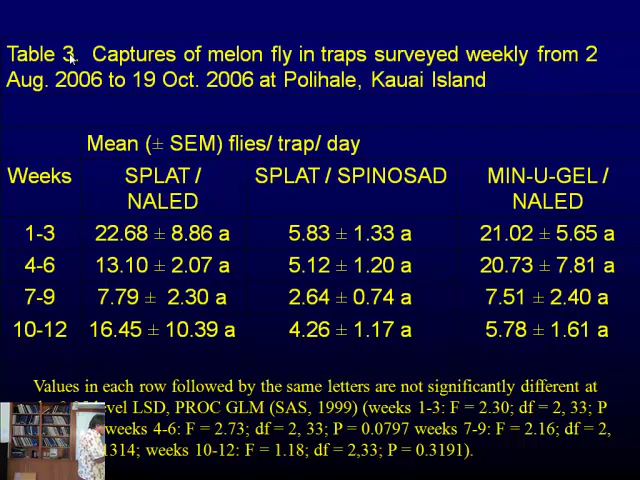 Table 3. Captures of melon fly in traps surveyed weekly from 2
Aug. 2006 to 19 Oct. 2006 at Polihale, Kauai Island
Mean (± SEM) flies/ trap/ day
Weeks SPLAT / NALED SPLAT / SPINOSAD MIN-U-GEL / NALED
1-3 22.68 ± 8.86 a 5.83 ± 1.33 a 21.02 ± 5.65 a
4-6 13.10 ± 2.07 a 5.12 ± 1.20 a 20.73 ± 7.81 a
7-9 7.79 ± 2.30 a 2.64 ± 0.74 a 7.51 ± 2.40 a
10-12 16.45 ± 10.39 a 4.26 ± 1.17 a 5.78 ± 1.61 a
Values in each row followed by the same letters are not significantly different at
level LSD, PROC GLM (SAS, 1999) (weeks 1-3: F = 2.30; df = 2, 33; P
weeks 4-6: F = 2.73; df = 2, 33; P = 0.0797 weeks 7-9: F = 2.16; df = 2,
1314; weeks 10-12: F = 1.18; df = 2,33; P = 0.3191).